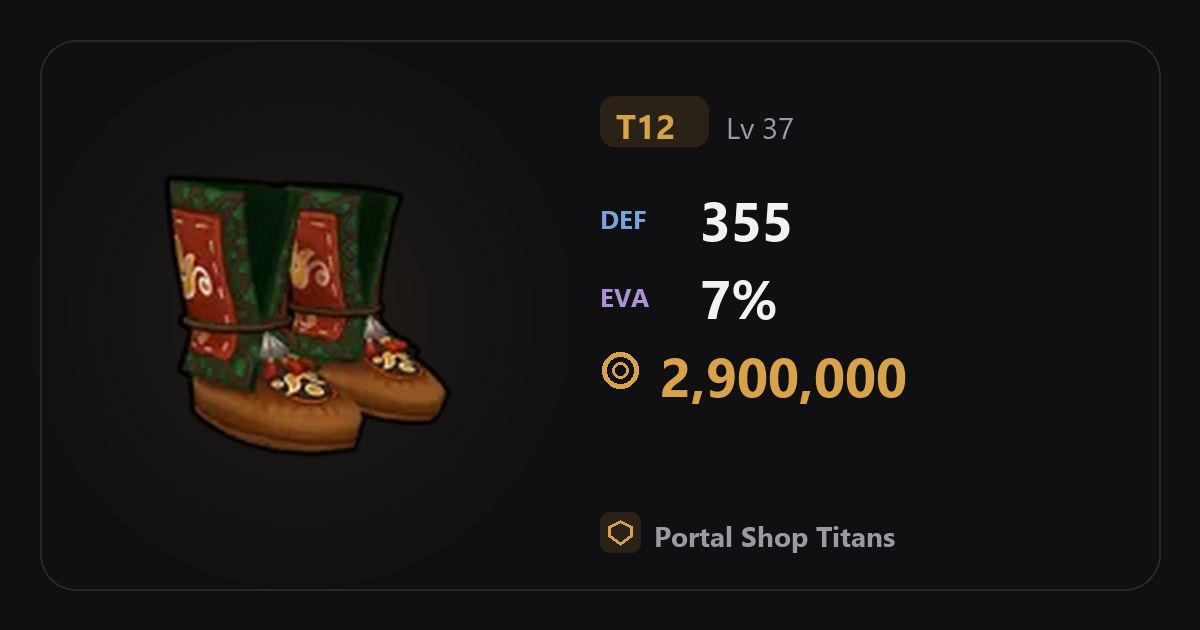 T12 Lv 37
DEF 355
EVA 7%
2,900,000
Portal Shop Titans